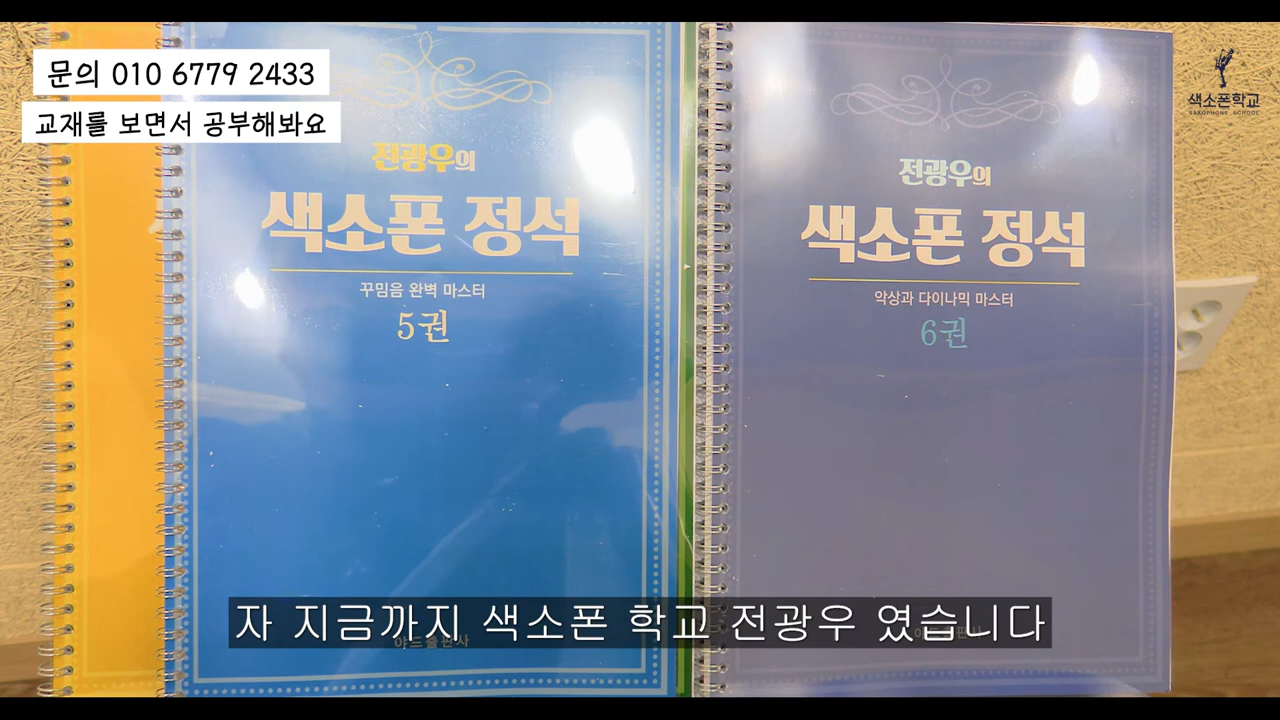 문의 010 6779 2433
교재를 보면서 공부해봐요
색소폰학교
SAXOPHONE SCHOOL
전광우의
색소폰 정석
꾸밈음 완벽 마스터
5권
전광우의
색소폰 정석
악상과 다이나믹 마스터
6권
자 지금까지 색소폰 학교 전광우 였습니다